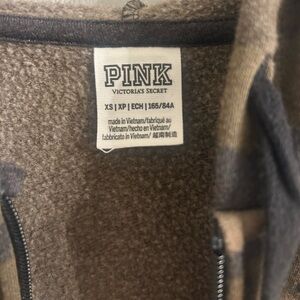 PINK
VICTORIA'S SECRET
XS | XP | ECH | 165/84A
made in Vietnam/fabriqué au
Vietnam/hecho en Vietnam/
fabbricato in Vietnam/ 越南制造